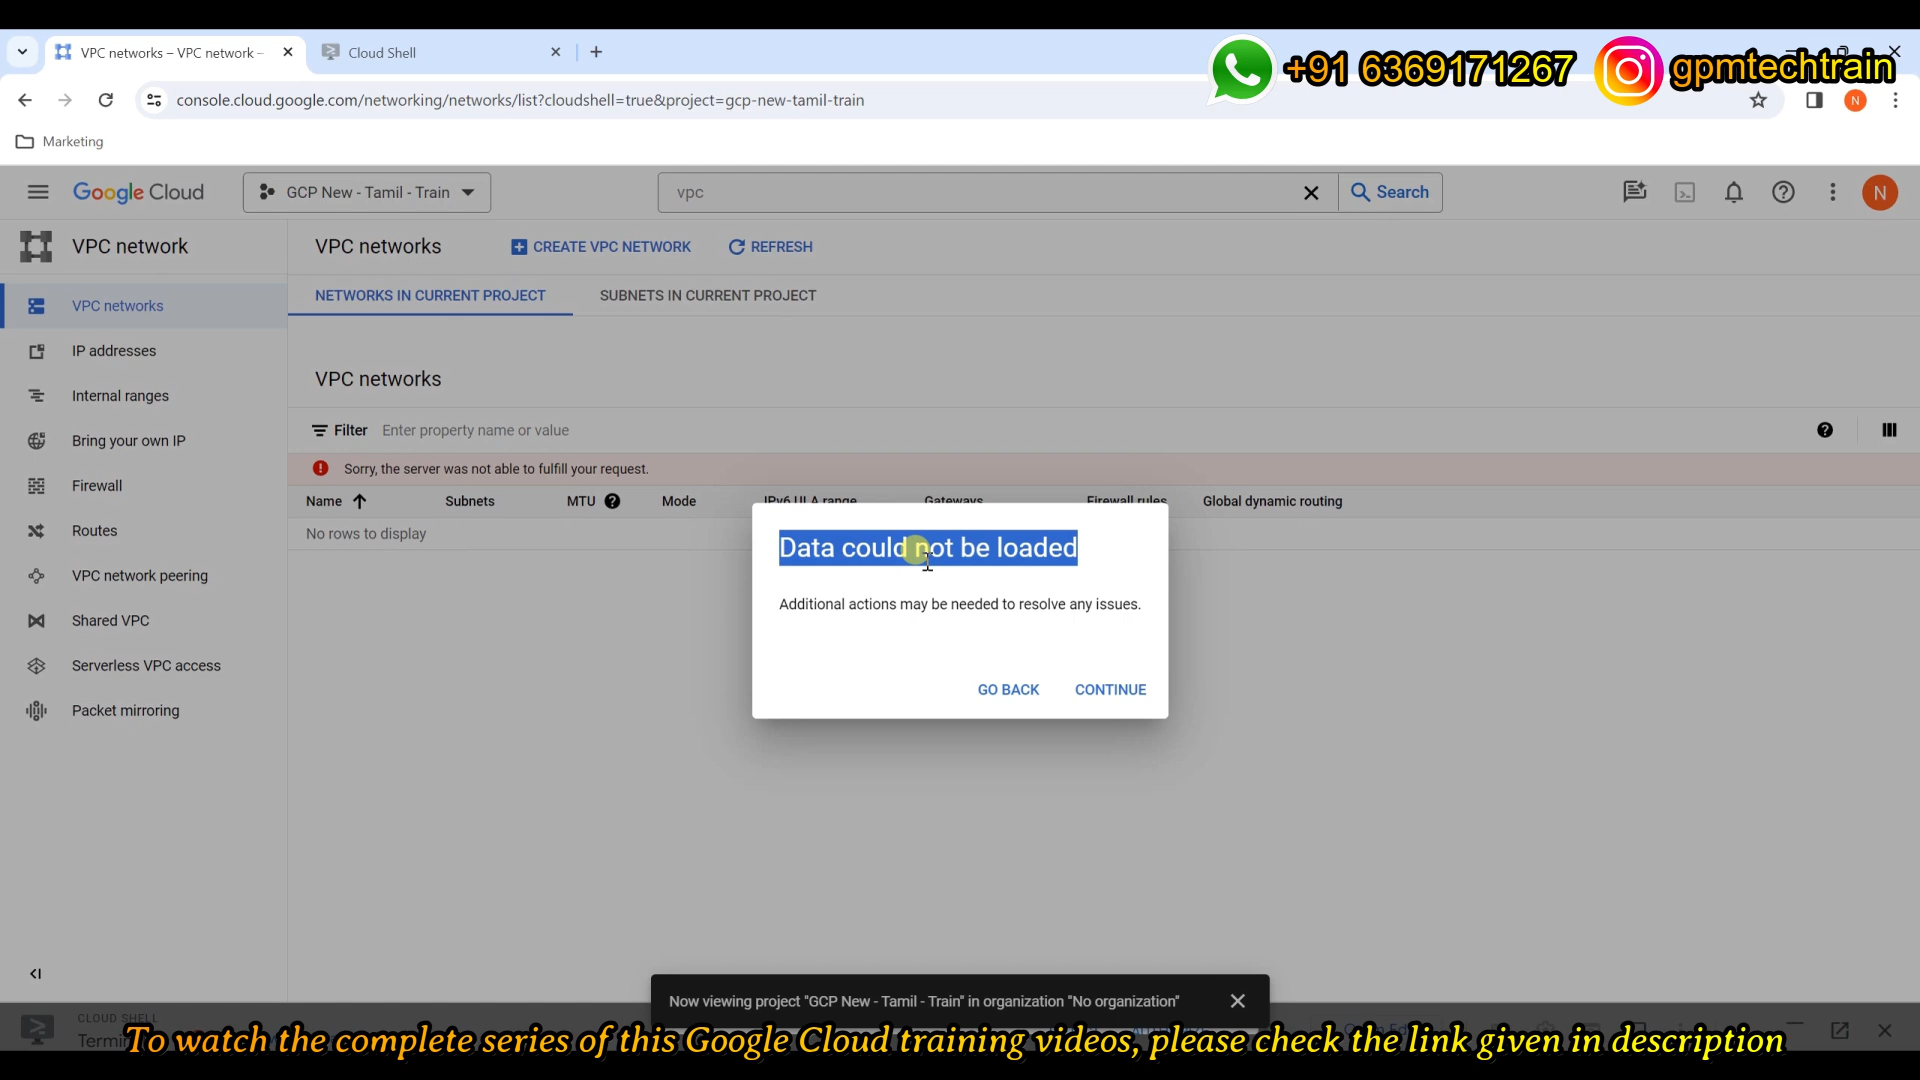 VPC networks – VPC network –
Cloud Shell
+91 6369171267
gpmtechtrain
console.cloud.google.com/networking/networks/list?cloudshell=true&project=gcp-new-tamil-train
N
Marketing
Google Cloud
GCP New - Tamil - Train
vpc
Search
N
VPC network
VPC networks
CREATE VPC NETWORK
REFRESH
NETWORKS IN CURRENT PROJECT
SUBNETS IN CURRENT PROJECT
VPC networks
IP addresses
Internal ranges
Bring your own IP
Firewall
Routes
VPC network peering
Shared VPC
Serverless VPC access
Packet mirroring
VPC networks
Filter Enter property name or value
Sorry, the server was not able to fulfill your request.
Name Subnets MTU Mode IPv6 ULA range Gateways Firewall rules Global dynamic routing
No rows to display
Data could not be loaded
Additional actions may be needed to resolve any issues.
GO BACK CONTINUE
Now viewing project "GCP New - Tamil - Train" in organization "No organization"
CLOUD SHELL
To watch the complete series of this Google Cloud training videos, please check the link given in description